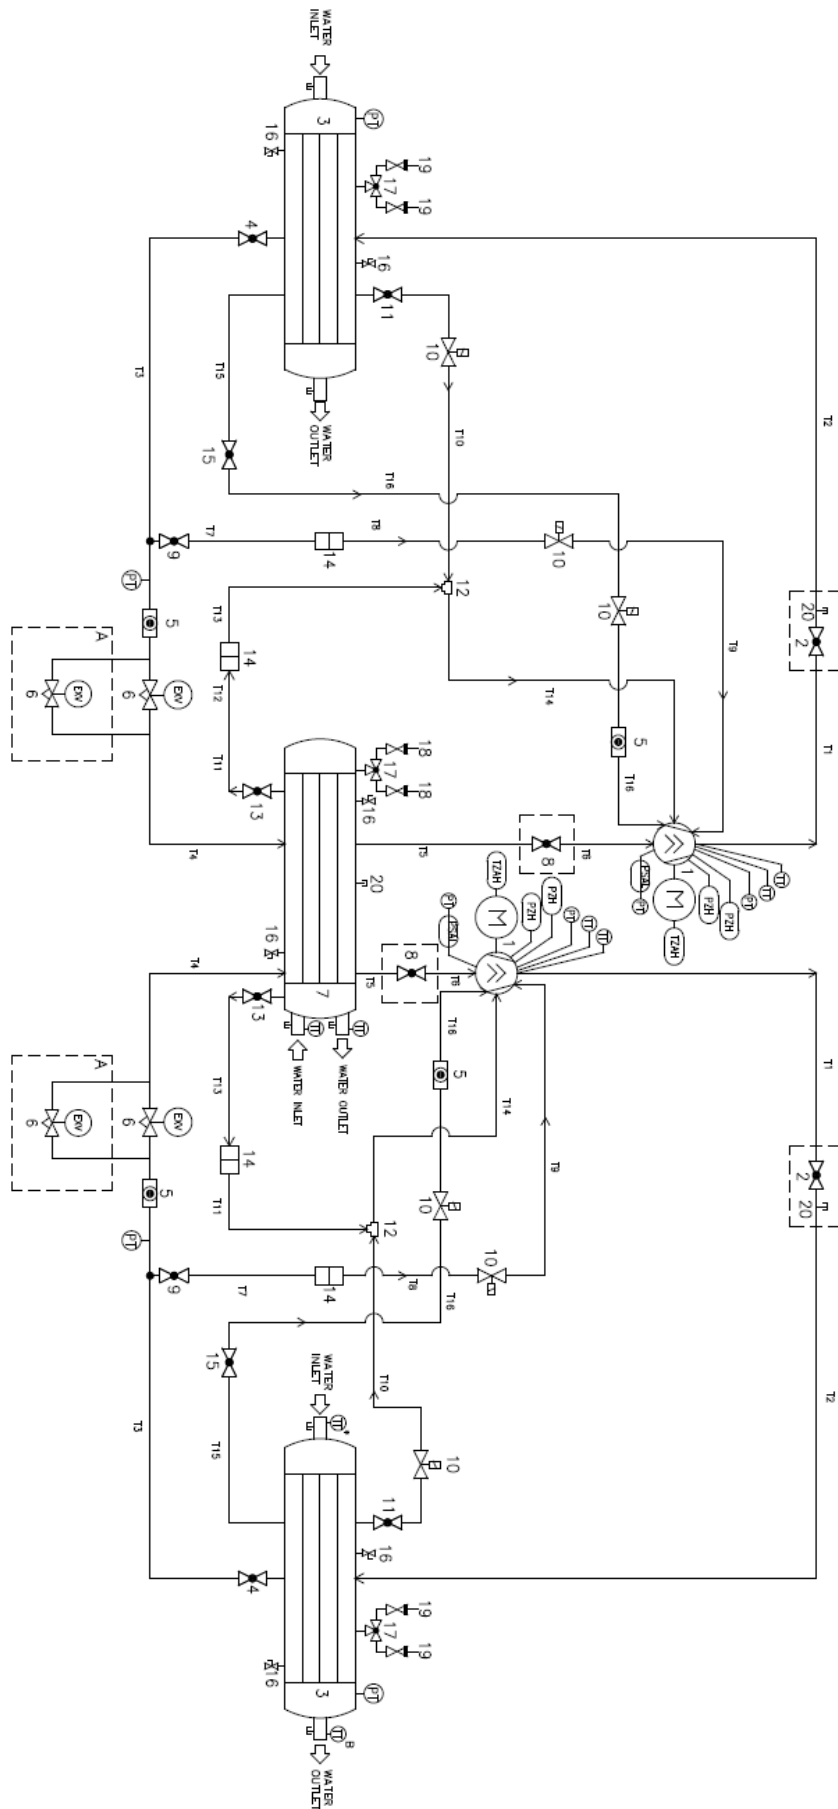 WATER
INLET
3
PT
16
19
17
19
4
16
11
10
T3
T15
T10
T2
WATER
OUTLET
15
T16
T7
T8
9
14
10
12
10
PT
T13
T9
20
2
5
14
A
T12
T14
EXV
6
EXV
6
5
T11
18
17
18
T16
T1
13
16
T4
T5
8
T6
1
TT
TT
PT
PZH
PZH
PSAL
PT
M
TZAH
20
TZAH
M
1
PZH
PZH
PT
TT
TT
PT
PSAL
16
T4
T5
8
T6
13
7
TT
TT
WATER INLET
WATER OUTLET
T16
T13
5
T14
T1
A
EXV
6
EXV
6
14
T9
2
5
T11
12
10
20
PT
9
T7
14
T8
10
T16
15
WATER
INLET
T10
T2
TT
*
T3
T15
10
11
16
4
19
17
19
16
3
PT
TT
B
WATER
OUTLET